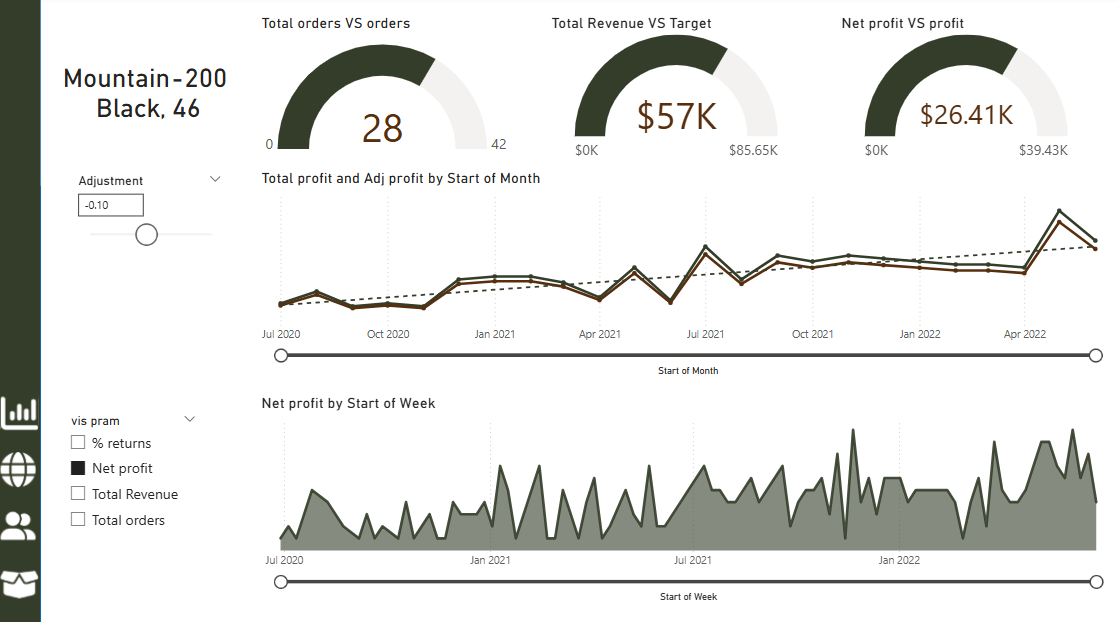 Mountain-200
Black, 46
Total orders VS orders
28
0
42
Total Revenue VS Target
$57K
$0K
$85.65K
Net profit VS profit
$26.41K
$0K
$39.43K
Adjustment
-0.10
Total profit and Adj profit by Start of Month
Jul 2020
Oct 2020
Jan 2021
Apr 2021
Jul 2021
Oct 2021
Jan 2022
Apr 2022
Start of Month
vis pram
% returns
Net profit
Total Revenue
Total orders
Net profit by Start of Week
Jul 2020
Jan 2021
Jul 2021
Jan 2022
Start of Week